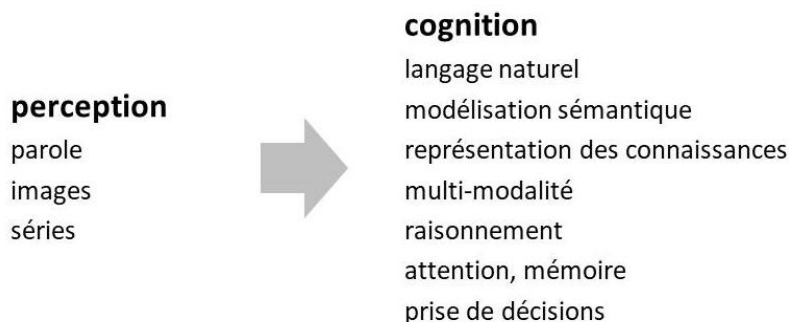 perception
parole
images
séries
cognition
langage naturel
modélisation sémantique
représentation des connaissances
multi-modalité
raisonnement
attention, mémoire
prise de décisions